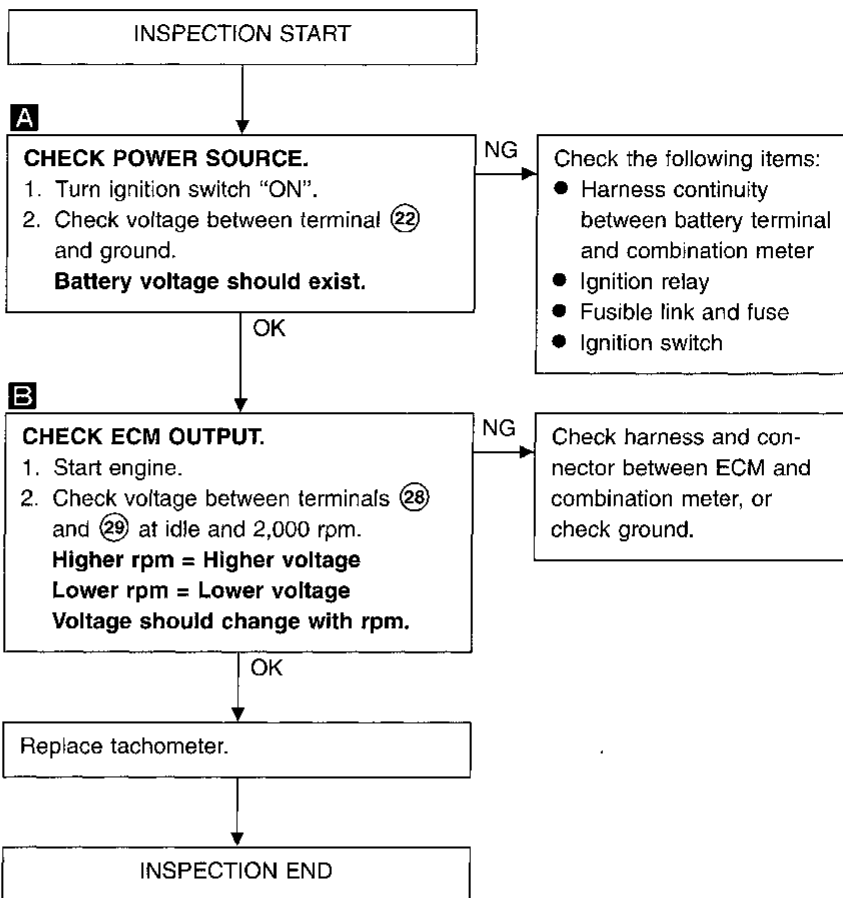 INSPECTION START
A
CHECK POWER SOURCE.
1. Turn ignition switch “ON”.
2. Check voltage between terminal ㉒
and ground.
Battery voltage should exist.
NG
Check the following items:
● Harness continuity
between battery terminal
and combination meter
● Ignition relay
● Fusible link and fuse
● Ignition switch
OK
B
CHECK ECM OUTPUT.
1. Start engine.
2. Check voltage between terminals ㉘
and ㉙ at idle and 2,000 rpm.
Higher rpm = Higher voltage
Lower rpm = Lower voltage
Voltage should change with rpm.
NG
Check harness and con-
nector between ECM and
combination meter, or
check ground.
OK
Replace tachometer.
INSPECTION END